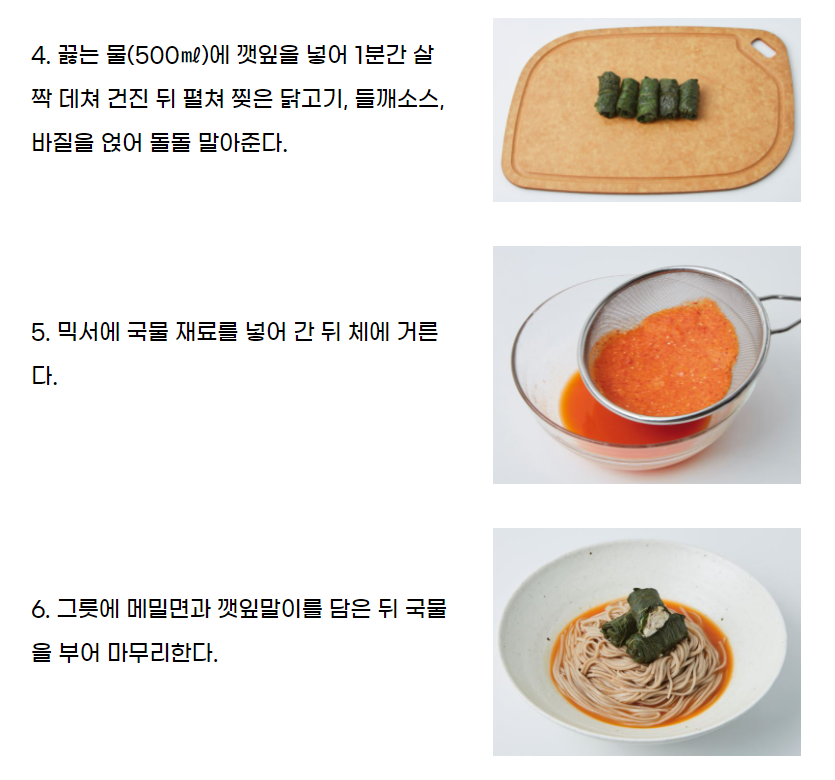 4. 끓는 물(500㎖)에 깻잎을 넣어 1분간 살
짝 데쳐 건진 뒤 펼쳐 찢은 닭고기, 들깨소스,
바질을 얹어 돌돌 말아준다.
5. 믹서에 국물 재료를 넣어 간 뒤 체에 거른
다.
6. 그릇에 메밀면과 깻잎말이를 담은 뒤 국물
을 부어 마무리한다.